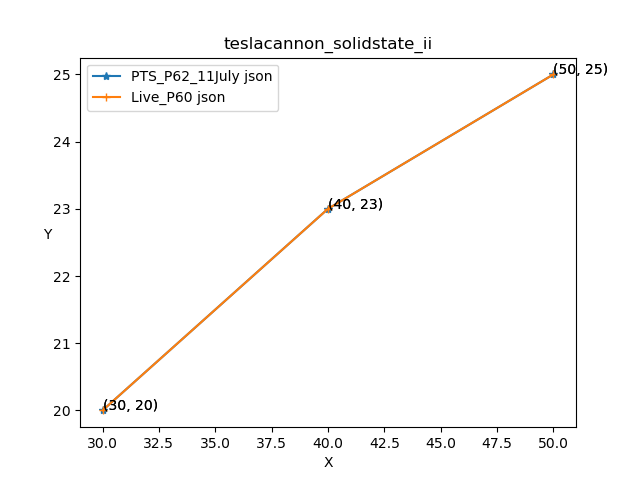 teslacannon_solidstate_ii
PTS_P62_11July json
Live_P60 json
(50, 25)
(40, 23)
(30, 20)
25
24
23
22
21
20
Y
30.0 32.5 35.0 37.5 40.0 42.5 45.0 47.5 50.0
X